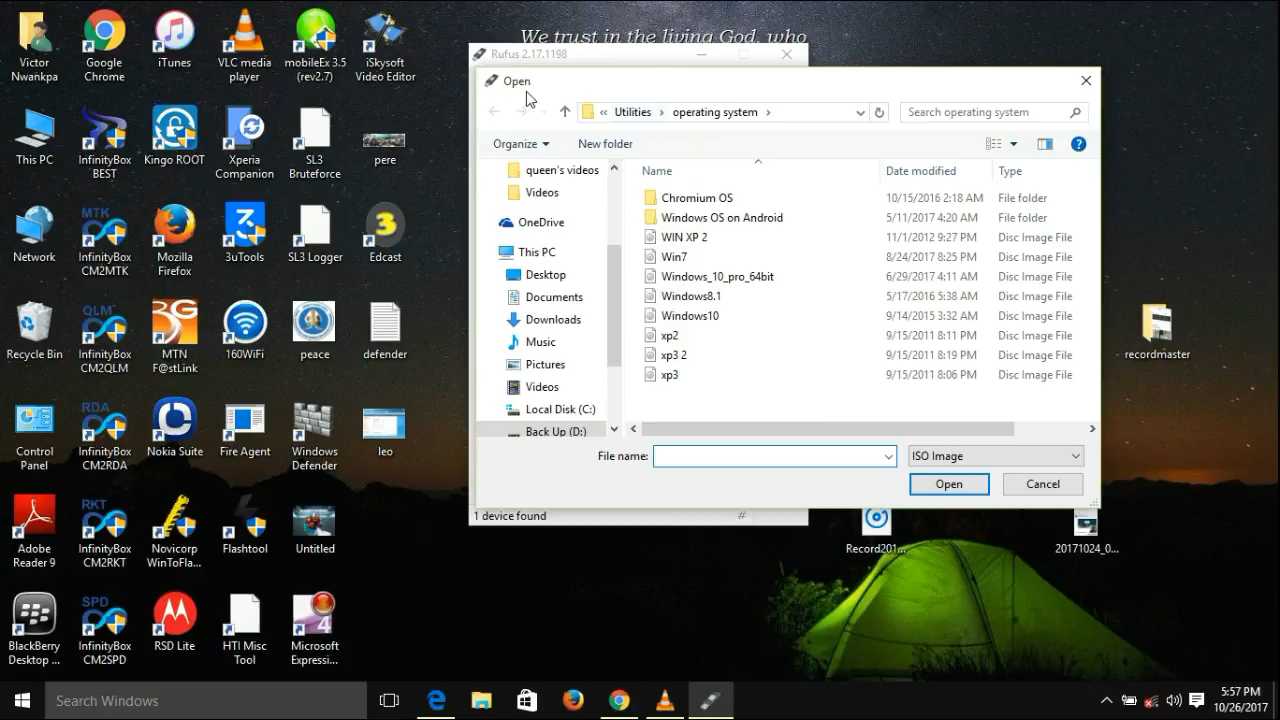 We trust in the living God, who
Victor
Nwankpa
Google
Chrome
iTunes
VLC media
player
mobileEx 3.5
(rev2.7)
iSkysoft
Video Editor
This PC
InfinityBox
BEST
Kingo ROOT
Xperia
Companion
SL3
Bruteforce
pere
Network
MTK
InfinityBox
CM2MTK
Mozilla
Firefox
3uTools
SL3 Logger
3
Edcast
Recycle Bin
QLM
InfinityBox
CM2QLM
3G
MTN
F@stLink
160WiFi
peace
defender
Control
Panel
RDA
InfinityBox
CM2RDA
Nokia Suite
Fire Agent
Windows
Defender
leo
Adobe
Reader 9
RKT
InfinityBox
CM2RKT
Novicorp
WinToFla...
Flashtool
Untitled
BlackBerry
Desktop ...
SPD
InfinityBox
CM2SPD
RSD Lite
HTI Misc
Tool
4
Microsoft
Expressi...
Rufus 2.17.1198
Open
« Utilities › operating system ›
Search operating system
Organize
New folder
queen's videos
Videos
OneDrive
This PC
Desktop
Documents
Downloads
Music
Pictures
Videos
Local Disk (C:)
Back Up (D:)
Name Date modified Type
Chromium OS 10/15/2016 2:18 AM File folder
Windows OS on Android 5/11/2017 4:20 AM File folder
WIN XP 2 11/1/2012 9:27 PM Disc Image File
Win7 8/24/2017 8:25 PM Disc Image File
Windows_10_pro_64bit 6/29/2017 4:11 AM Disc Image File
Windows8.1 5/17/2016 5:38 AM Disc Image File
Windows10 9/14/2015 3:32 AM Disc Image File
xp2 9/15/2011 8:11 PM Disc Image File
xp3 2 9/15/2011 8:19 PM Disc Image File
xp3 9/15/2011 8:06 PM Disc Image File
File name:
ISO Image
Open
Cancel
1 device found
#
recordmaster
Record201...
20171024_0...
Search Windows
5:57 PM
10/26/2017